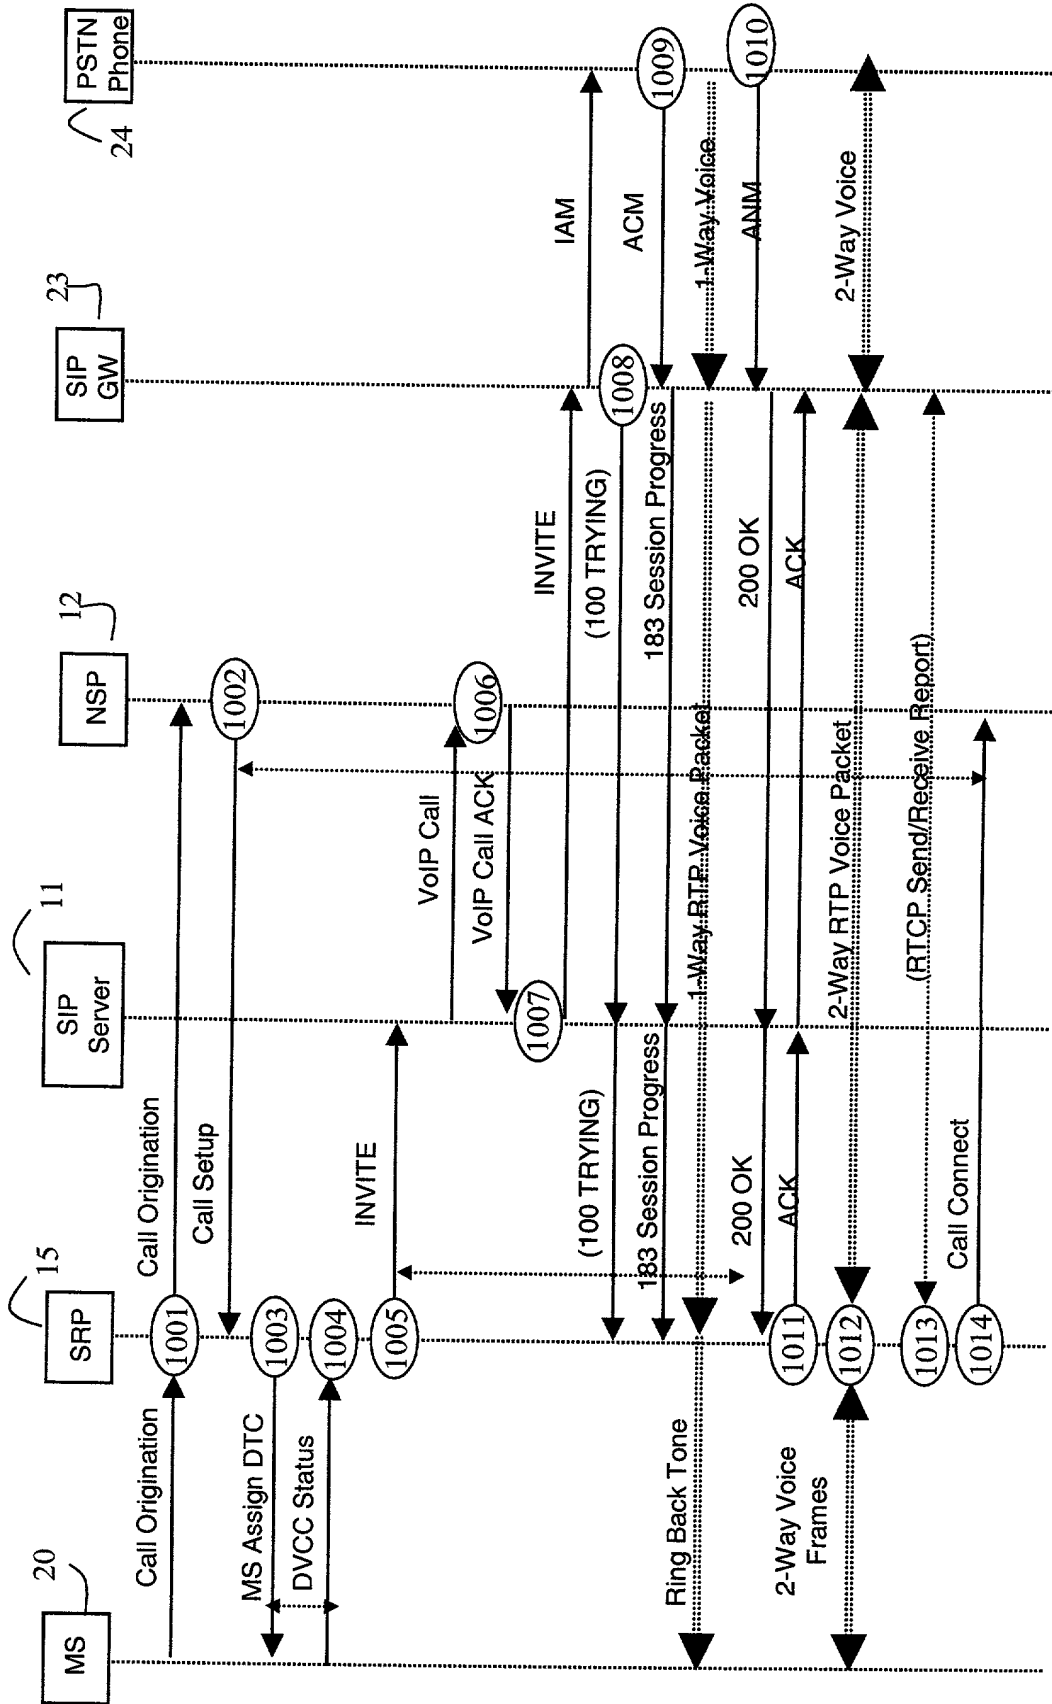 MS
20
SRP
15
SIP
Server
11
NSP
12
SIP
GW
23
PSTN
Phone
24
Call Origination
1001
Call Origination
1002
Call Setup
1003
MS Assign DTC
1004
DVCC Status
1005
INVITE
VoIP Call
1006
VoIP Call ACK
1007
INVITE
IAM
1008
(100 TRYING)
(100 TRYING)
1009
ACM
183 Session Progress
183 Session Progress
1-Way Voice
1-Way RTP Voice Packet
Ring Back Tone
1010
ANM
200 OK
200 OK
1011
ACK
ACK
2-Way Voice
Frames
1012
2-Way RTP Voice Packet
2-Way Voice
1013
(RTCP Send/Receive Report)
1014
Call Connect